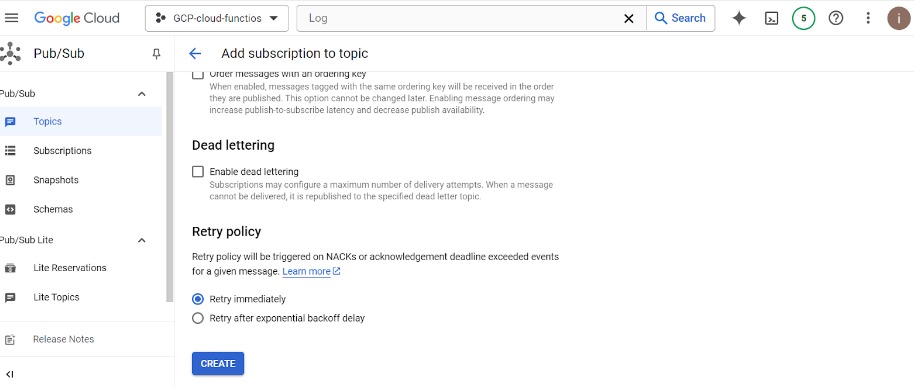 Google Cloud
GCP-cloud-functios
Log
Search
5
i
Pub/Sub
Add subscription to topic
Pub/Sub
Topics
Subscriptions
Snapshots
Schemas
Pub/Sub Lite
Lite Reservations
Lite Topics
Release Notes
Order messages with an ordering key
When enabled, messages tagged with the same ordering key will be received in the order
they are published. This option cannot be changed later. Enabling message ordering may
increase publish-to-subscribe latency and decrease publish availability.
Dead lettering
Enable dead lettering
Subscriptions may configure a maximum number of delivery attempts. When a message
cannot be delivered, it is republished to the specified dead letter topic.
Retry policy
Retry policy will be triggered on NACKs or acknowledgement deadline exceeded events
for a given message. Learn more
Retry immediately
Retry after exponential backoff delay
CREATE